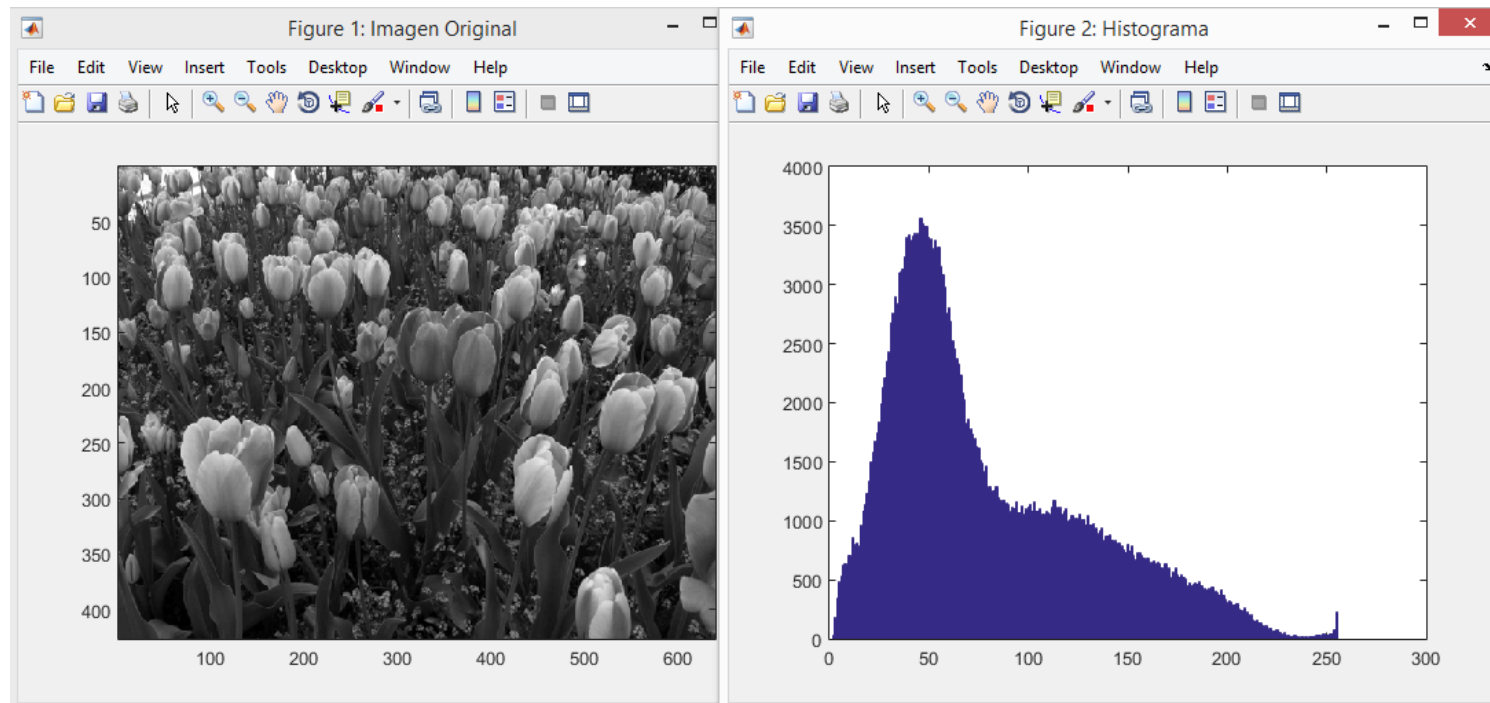 Figure 1: Imagen Original
File Edit View Insert Tools Desktop Window Help
50
100
150
200
250
300
350
400
100 200 300 400 500 600
Figure 2: Histograma
File Edit View Insert Tools Desktop Window Help
4000
3500
3000
2500
2000
1500
1000
500
0
0 50 100 150 200 250 300